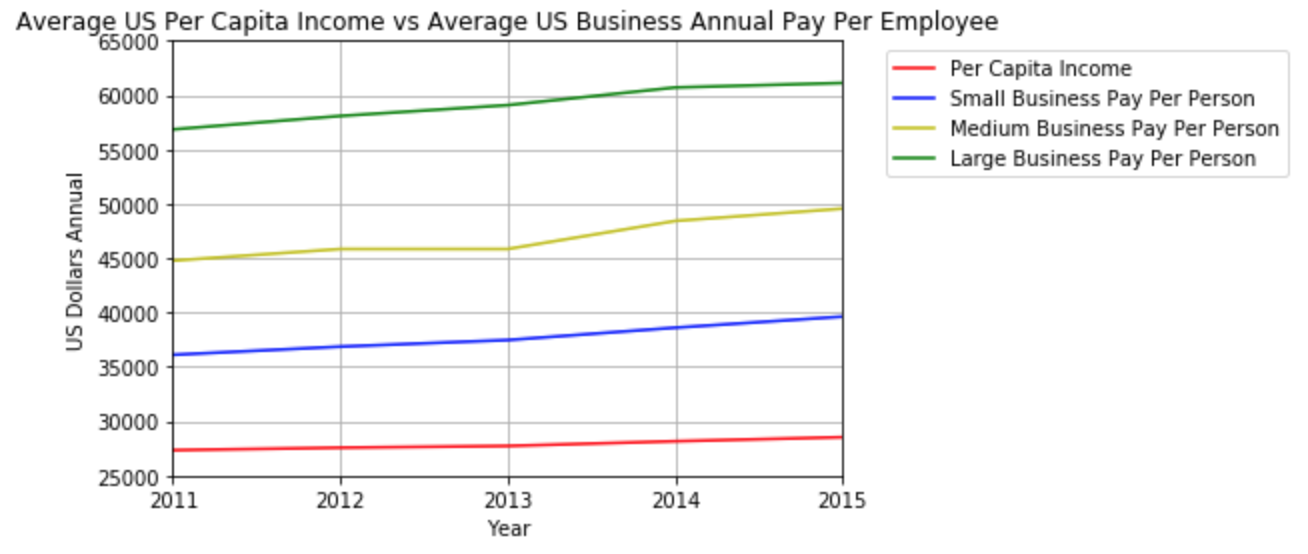 Average US Per Capita Income vs Average US Business Annual Pay Per Employee
65000
60000
55000
50000
45000
40000
35000
30000
25000
US Dollars Annual
2011 2012 2013 2014 2015
Year
Per Capita Income
Small Business Pay Per Person
Medium Business Pay Per Person
Large Business Pay Per Person